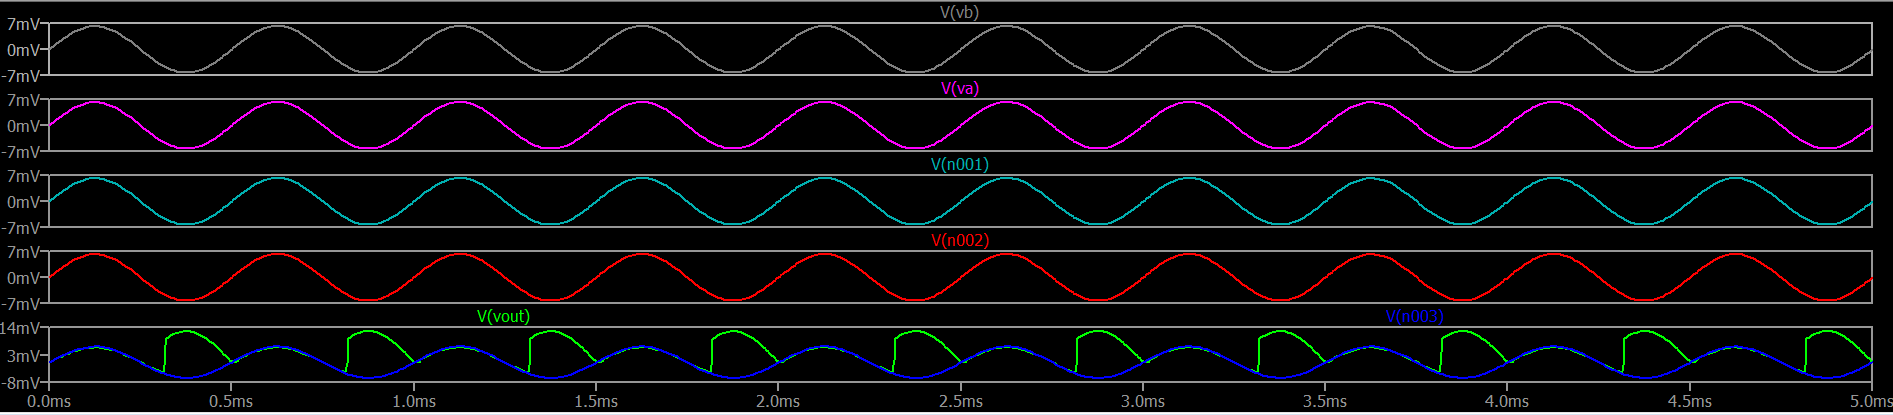 V(vb)
7mV
0mV
-7mV
V(va)
7mV
0mV
-7mV
V(n001)
7mV
0mV
-7mV
V(n002)
7mV
0mV
-7mV
V(vout) V(n003)
14mV
3mV
-8mV
0.0ms 0.5ms 1.0ms 1.5ms 2.0ms 2.5ms 3.0ms 3.5ms 4.0ms 4.5ms 5.0ms